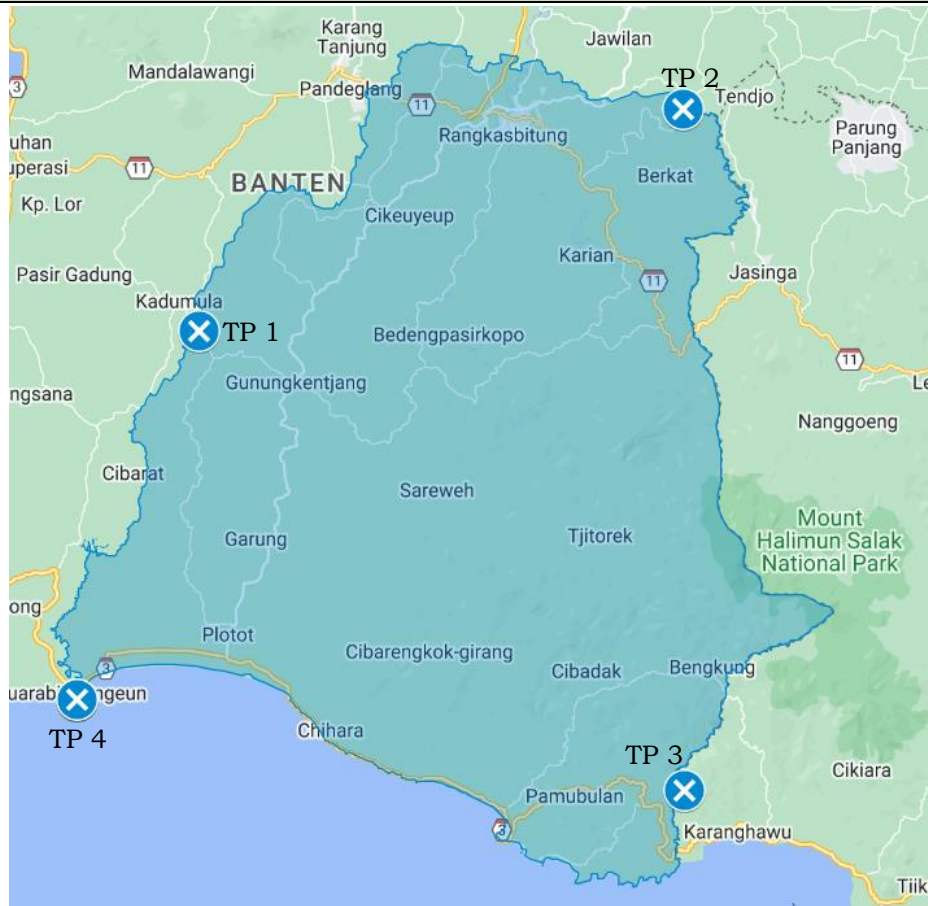 Karang
Tanjung
Jawilan
Mandalawangi
3
Pandeglang
TP 2
Tendjo
11
Rangkasbitung
Parung
Panjang
uhan
uperasi
11
BANTEN
Berkat
Kp. Lor
Cikeuyeup
Karian
Pasir Gadung
Jasinga
11
Kadumula
TP 1
Bedengpasirkopo
11
Gunungkentjang
Le
ngsana
Nanggoeng
Cibarat
Sareweh
Mount
Halimun Salak
National Park
Garung
Tjitorek
ong
Plotot
Cibarengkok-girang
3
Cibadak
Bengkung
uarabi
ngeun
TP 4
Chihara
TP 3
Cikiara
Pamubulan
3
Karanghawu
Tiik